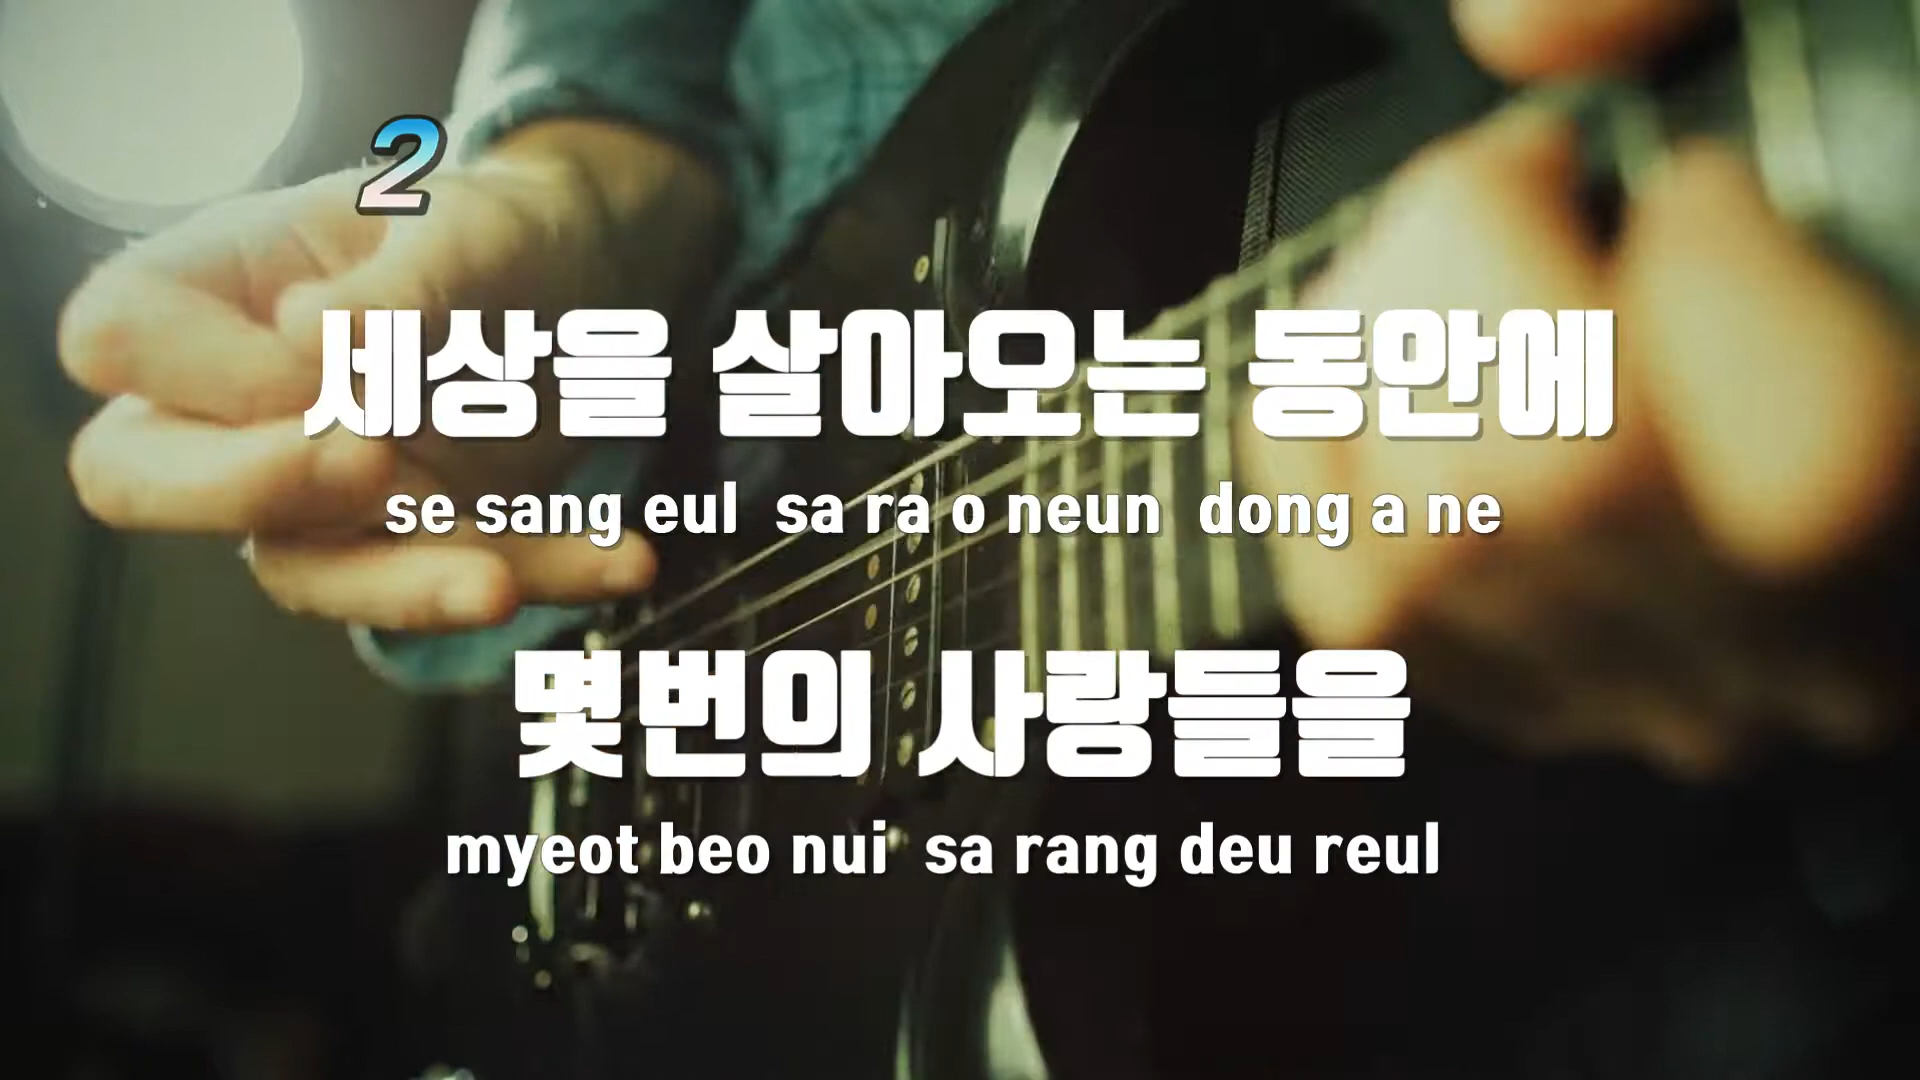 2
세상을 살아오는 동안에
se sang eul sa ra o neun dong a ne
몇번의 사랑들을
myeot beo nui sa rang deu reul